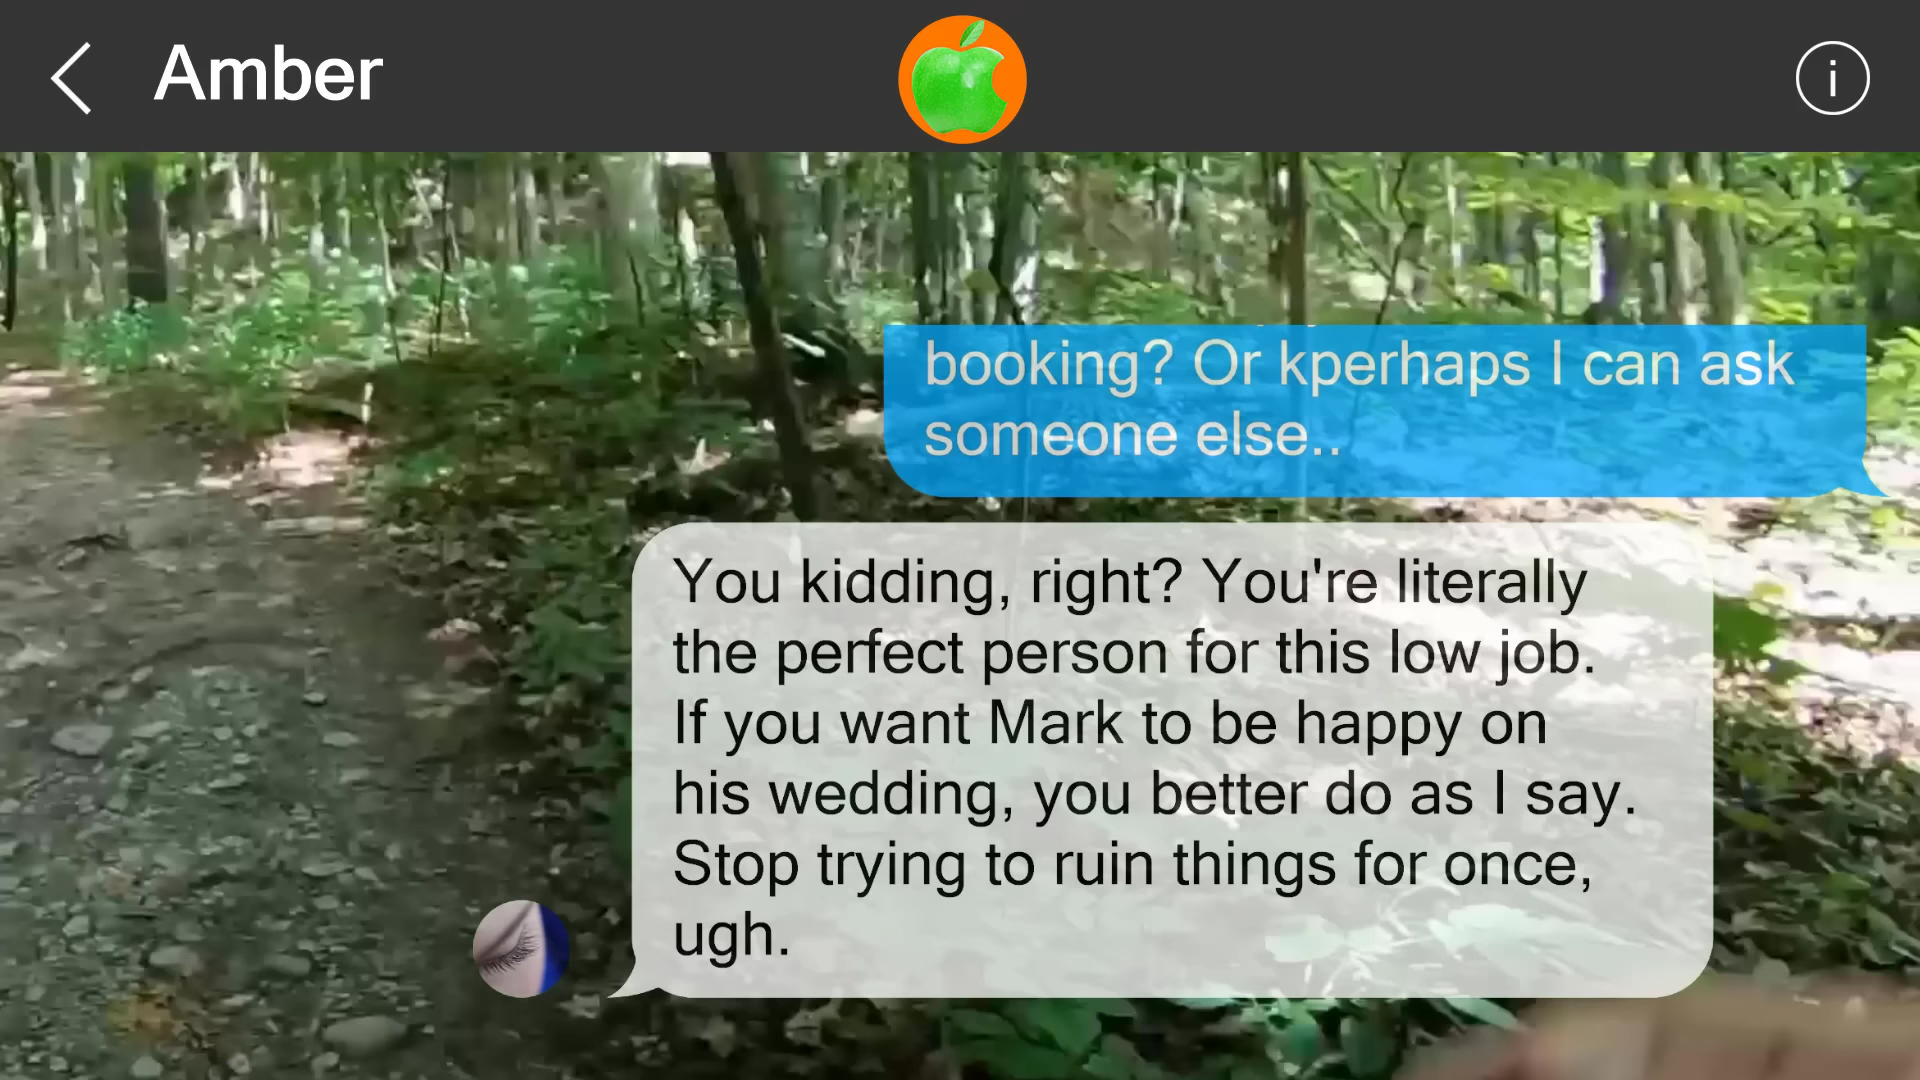 Amber
booking? Or kperhaps I can ask
someone else..
You kidding, right? You're literally
the perfect person for this low job.
If you want Mark to be happy on
his wedding, you better do as I say.
Stop trying to ruin things for once,
ugh.